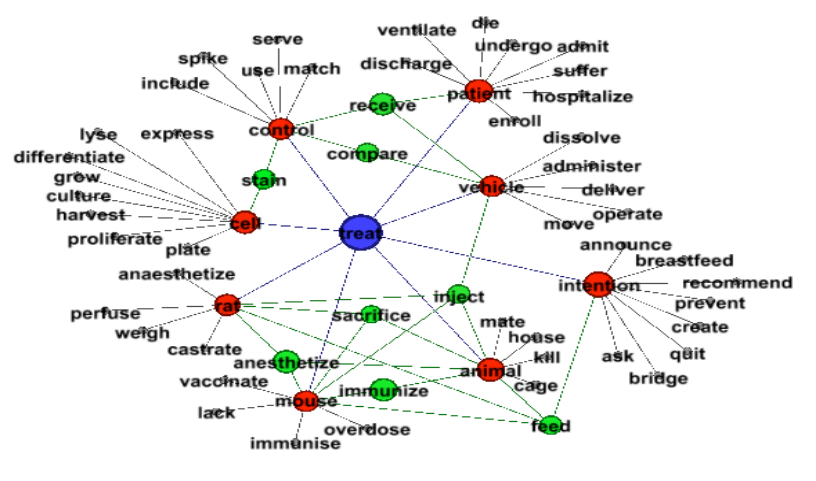 die
ventilate
serve
undergo admit
spike
discharge
use match
suffer
include
patient
hospitalize
receive
enroll
control
lyse
express
dissolve
compare
differentiate
administer
grow
stain
vehicle
deliver
culture
harvest
operate
cell
move
treat
proliferate
announce
plate
breastfeed
anaesthetize
recommend
intention
inject
prevent
rat
perfuse
sacrifice
mate
create
weigh
house
castrate
kill
ask
quit
anesthetize
animal
bridge
vaccinate
cage
immunize
mouse
lack
feed
overdose
immunise